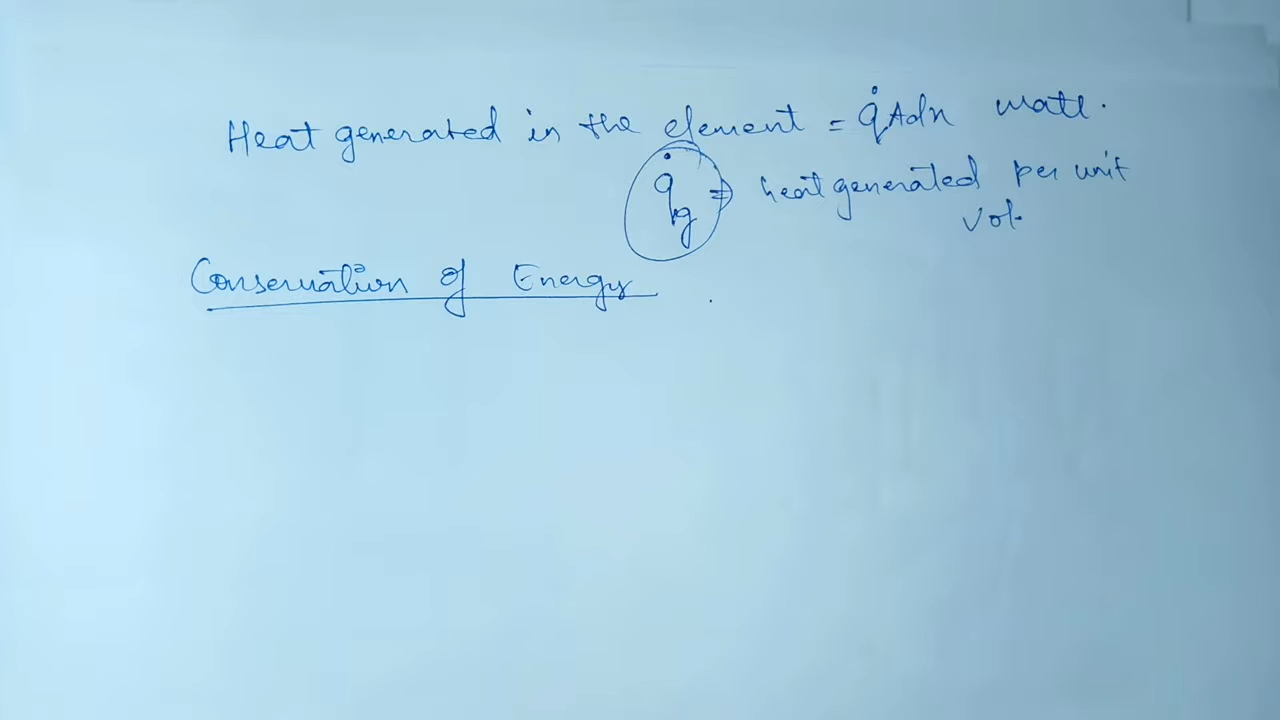 Heat generated in the element = q̇Adx watt.
q̇g ⇒ heat generated per unit
vol.
Conservation of Energy